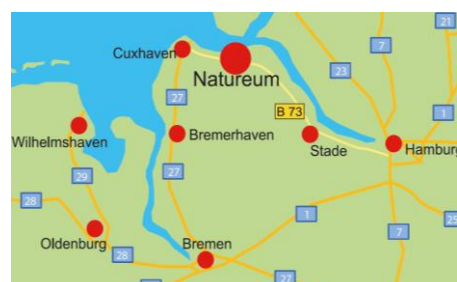 21
1
7
Cuxhaven
23
Natureum
27
B 73
1
Wilhelmshaven
Bremerhaven
Stade
Hamburg
27
29
28
1
25
7
Oldenburg
Bremen
28
27